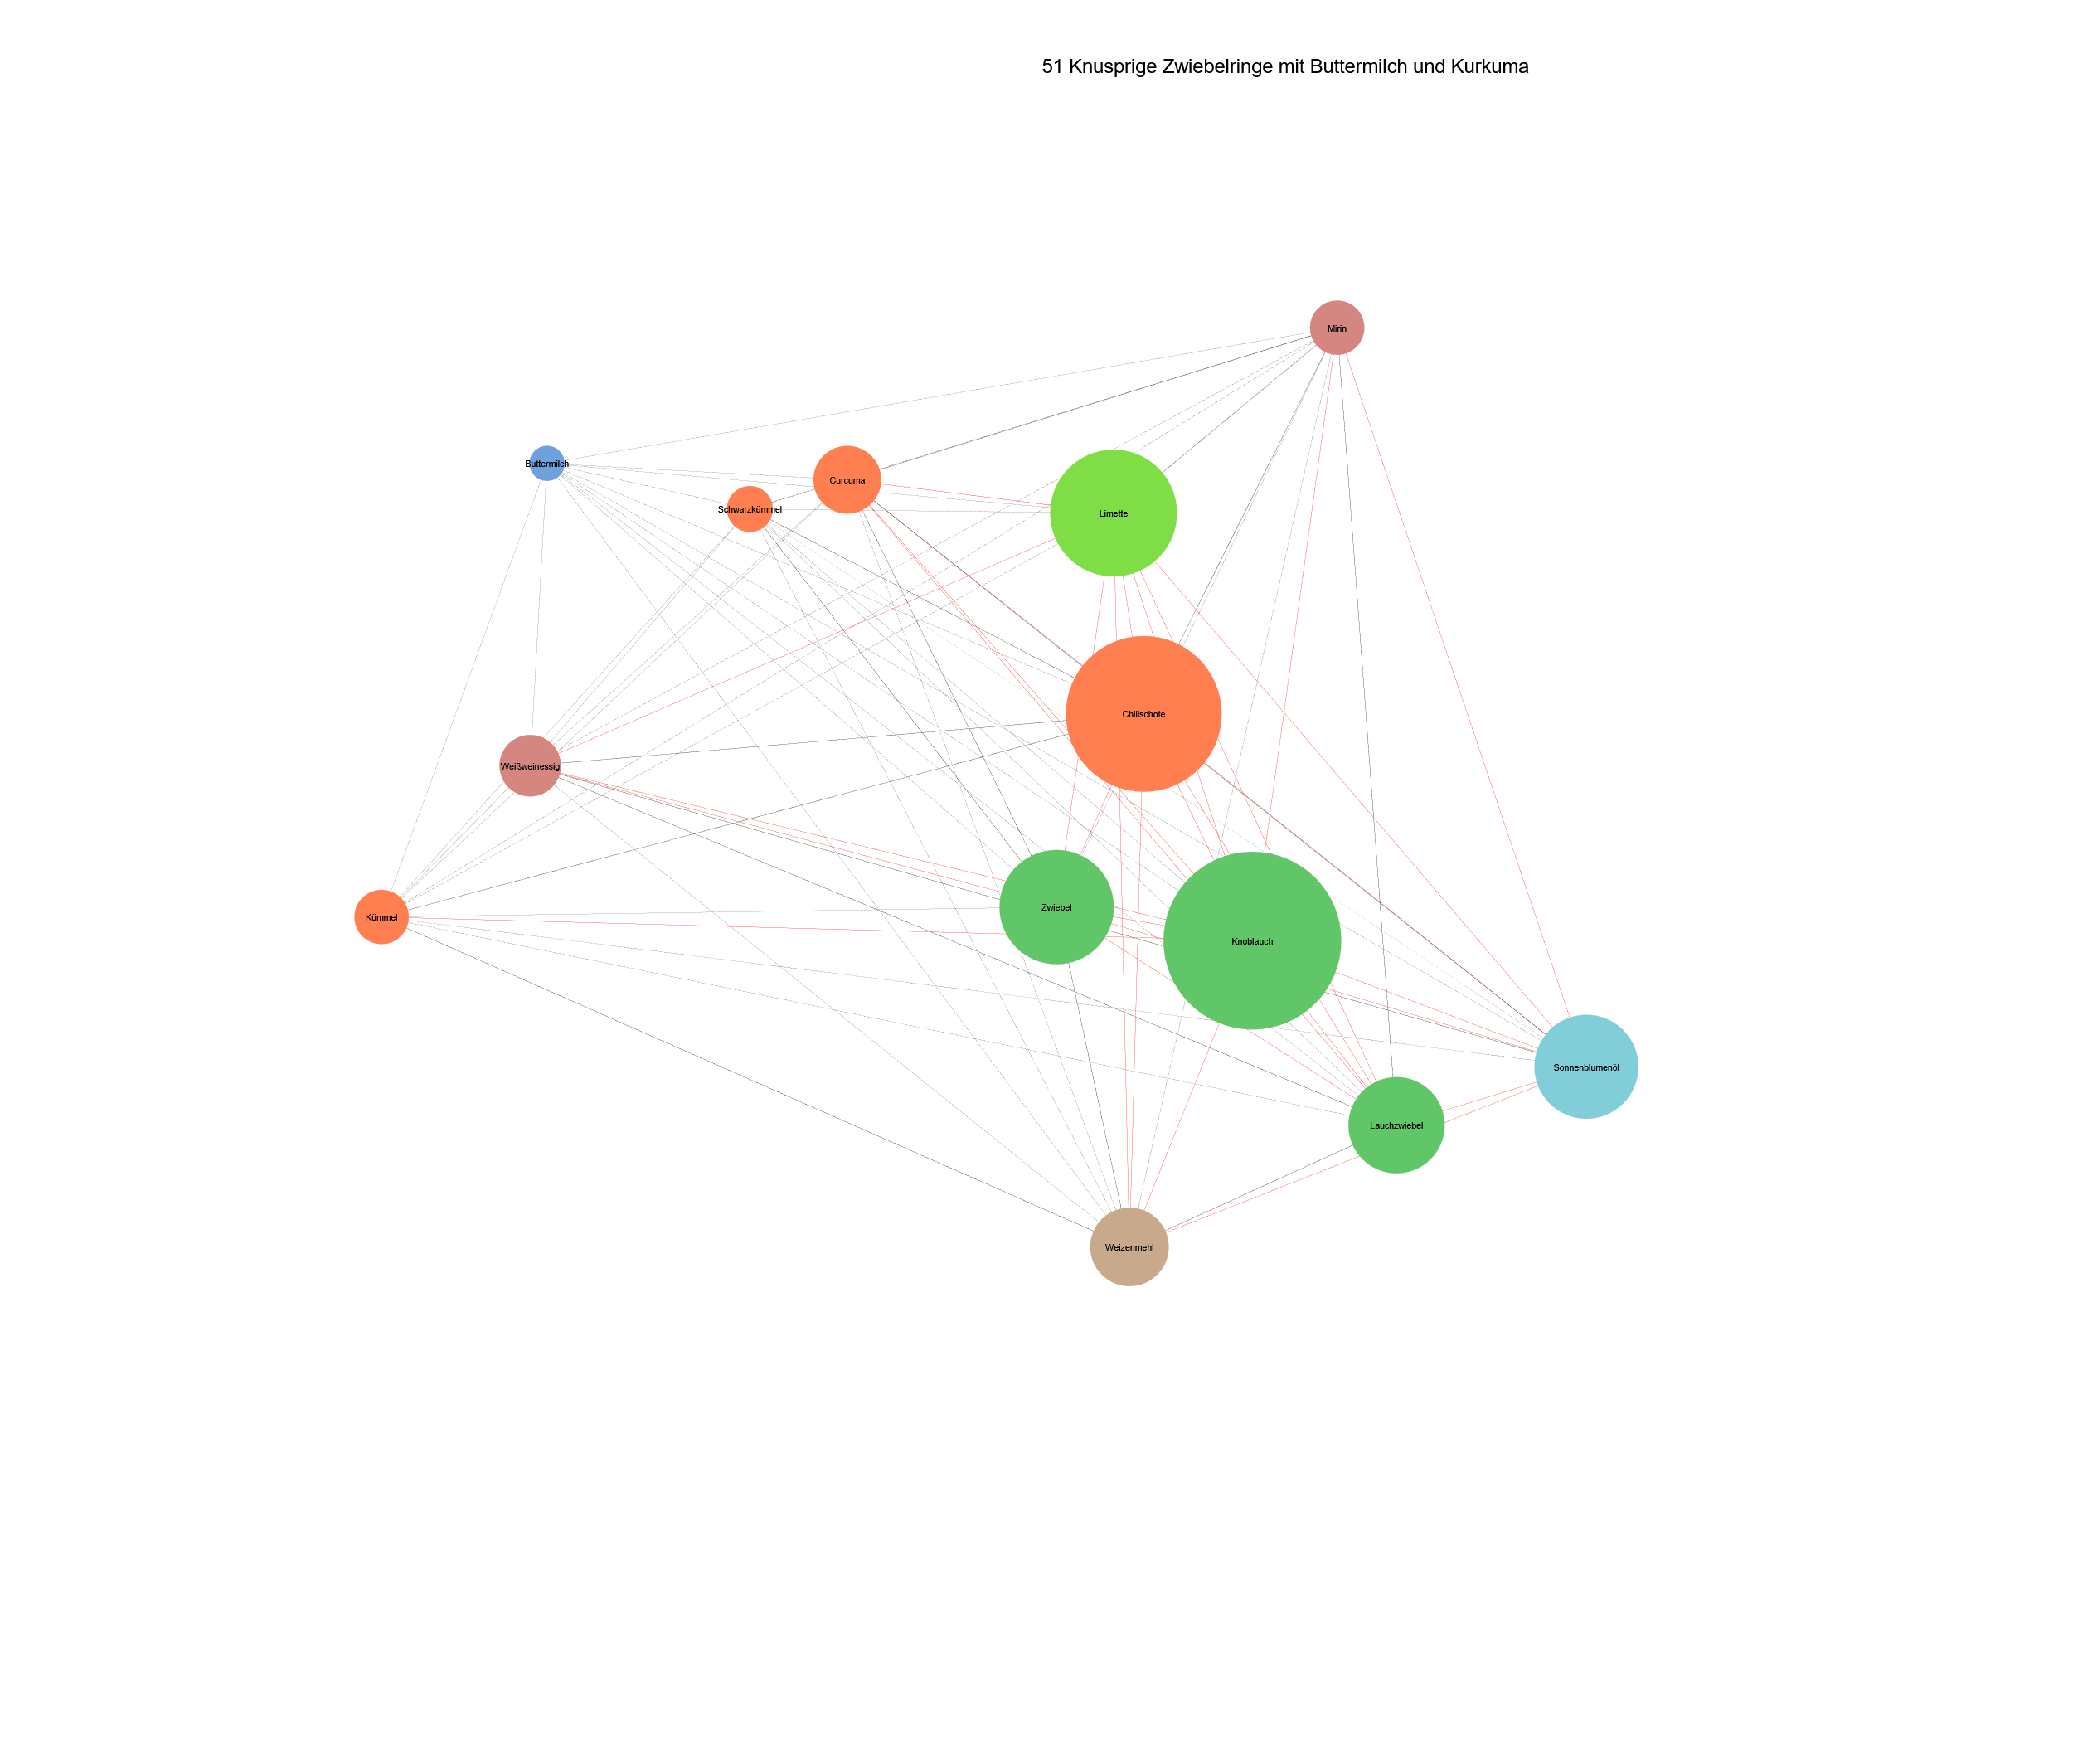 51 Knusprige Zwiebelringe mit Buttermilch und Kurkuma
Mirin
Buttermilch
Curcuma
Schwarzkümmel
Limette
Chilischote
Weißweinessig
Zwiebel
Kümmel
Knoblauch
Sonnenblumenöl
Lauchzwiebel
Weizenmehl